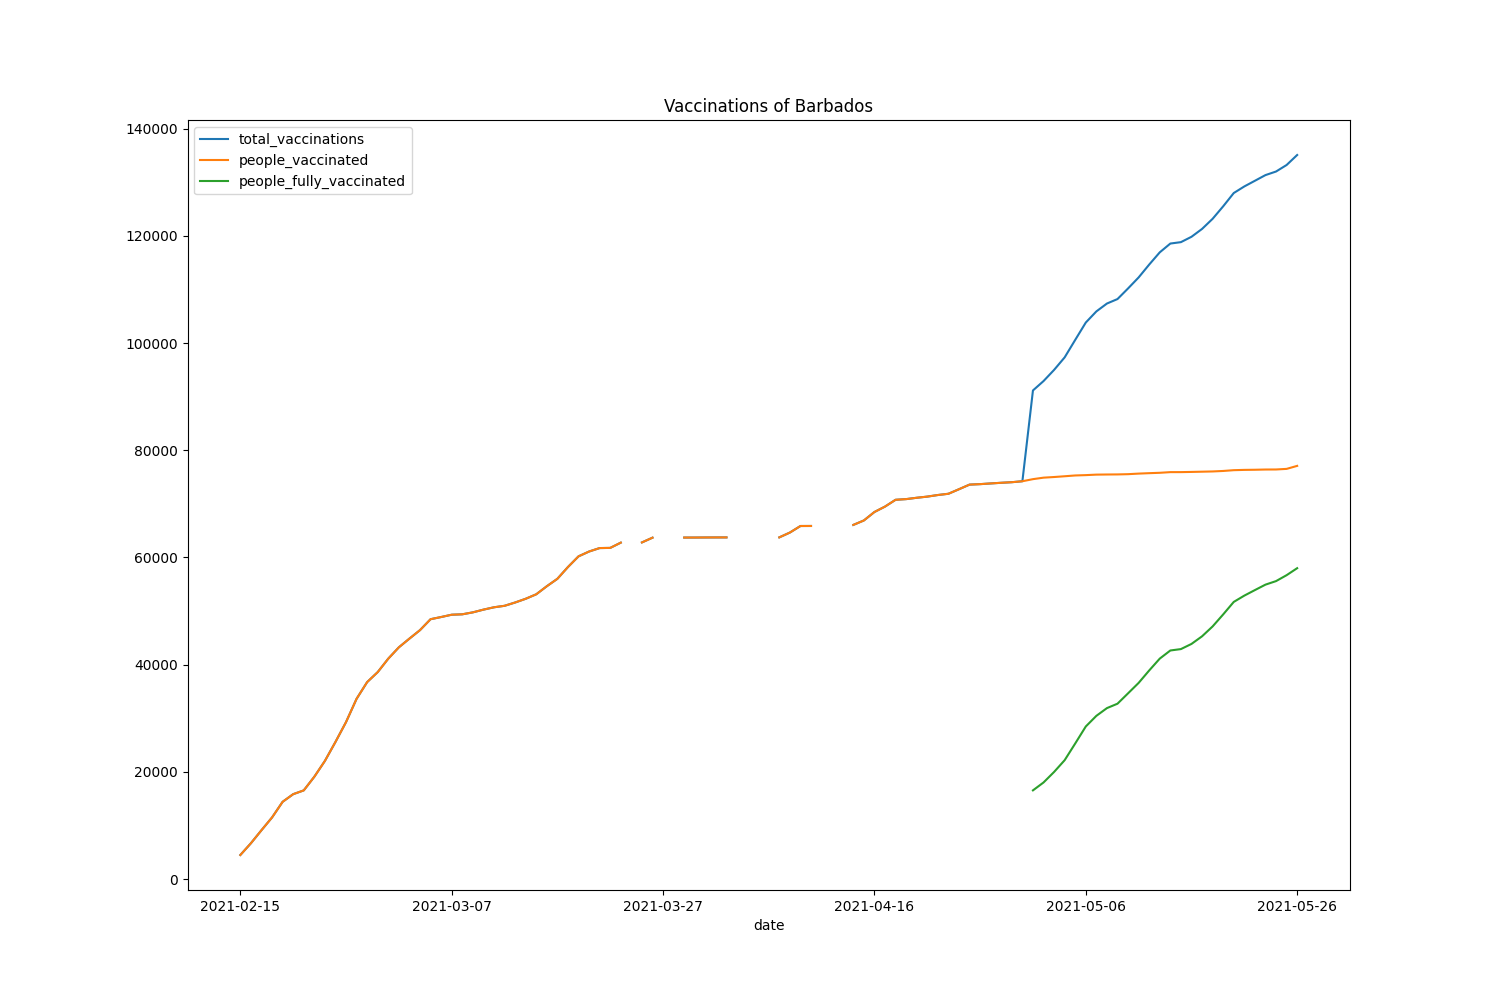 Vaccinations of Barbados
total_vaccinations
people_vaccinated
people_fully_vaccinated
140000
120000
100000
80000
60000
40000
20000
0
2021-02-15 2021-03-07 2021-03-27 2021-04-16 2021-05-06 2021-05-26
date